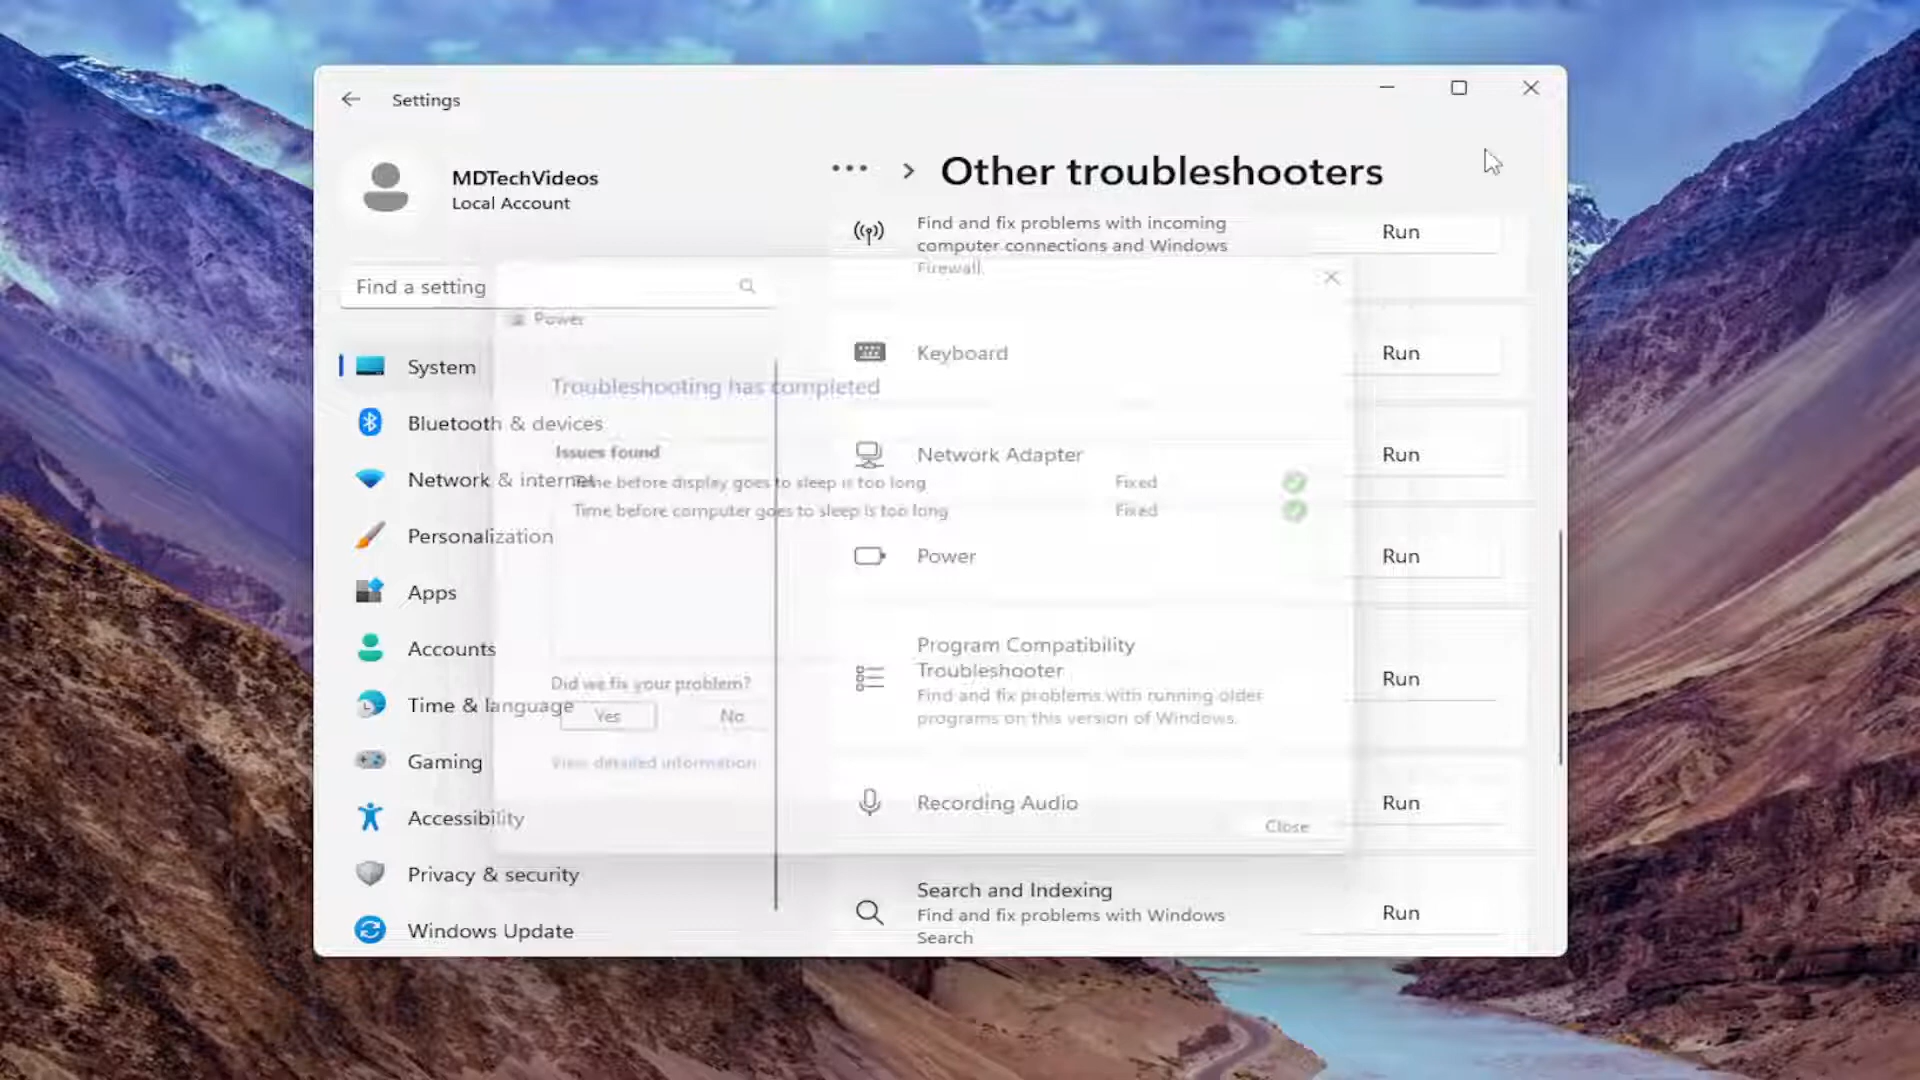 Settings
MDTechVideos
Local Account
Find a setting
System
Bluetooth & devices
Network & internet
Personalization
Apps
Accounts
Time & language
Gaming
Accessibility
Privacy & security
Windows Update
Other troubleshooters
Find and fix problems with incoming
computer connections and Windows
Firewall.
Run
Keyboard
Run
Network Adapter
Run
Power
Run
Program Compatibility
Troubleshooter
Find and fix problems with running older
programs on this version of Windows.
Run
Recording Audio
Run
Search and Indexing
Find and fix problems with Windows
Search
Run
Power
Troubleshooting has completed
Issues found
Time before display goes to sleep is too long Fixed
Time before computer goes to sleep is too long Fixed
Did we fix your problem?
Yes No
View detailed information
Close